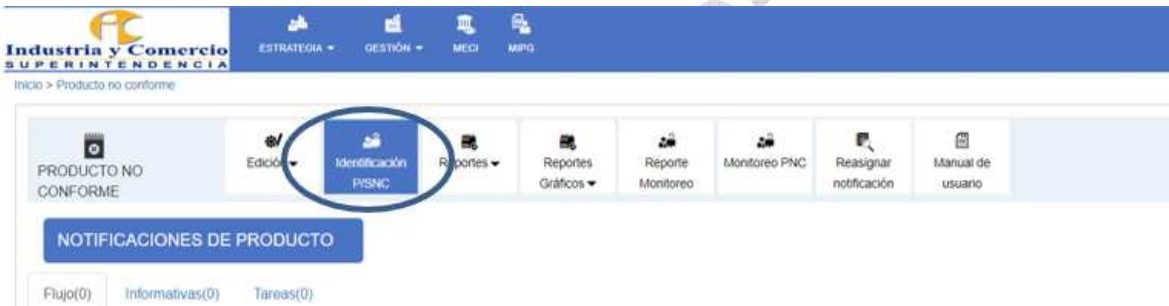 Industria y Comercio
SUPERINTENDENCIA
ESTRATEGIA
GESTIÓN
MECI
MIPG
Inicio > Producto no conforme
PRODUCTO NO
CONFORME
Edición
Identificación
P/SNC
Reportes
Reportes
Gráficos
Reporte
Monitoreo
Monitoreo PNC
Reasignar
notificación
Manual de
usuario
NOTIFICACIONES DE PRODUCTO
Flujo(0) Informativas(0) Tareas(0)